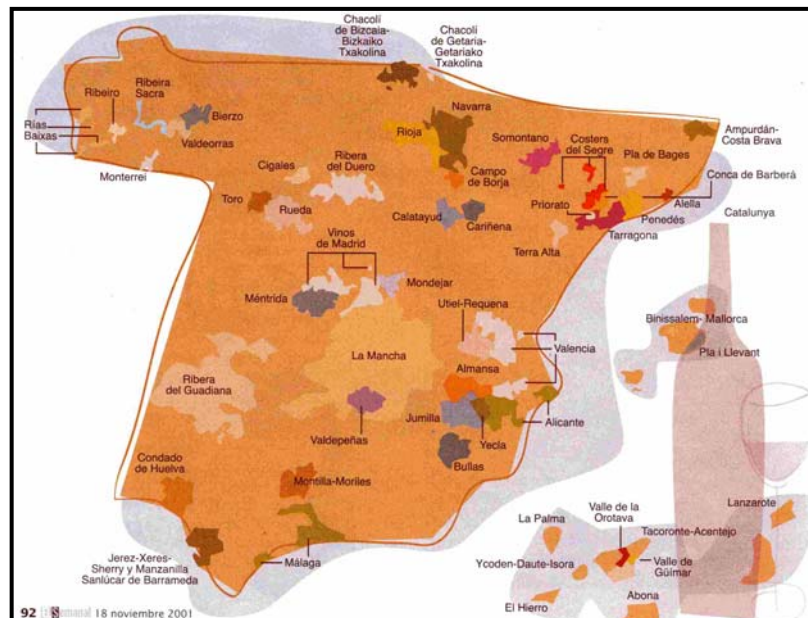 Chacolí
de Bizcaia-
Bizkaiko
Txakolina
Chacolí
de Getaria-
Getariako
Txakolina
Ribeira
Sacra
Ribeiro
Bierzo
Navarra
Rioja
Somontano
Costers
del Segre
Ampurdán-
Costa Brava
Rías
Baixas
Valdeorras
Pla de Bages
Monterrei
Cigales
Ribera
del Duero
Campo
de Borja
Conca de Barberá
Toro
Rueda
Calatayud
Cariñena
Priorato
Alella
Penedés
Tarragona
Catalunya
Vinos
de Madrid
Terra Alta
Méntrida
Mondejar
Utiel-Requena
Binissalem- Mallorca
La Mancha
Valencia
Pla i Llevant
Almansa
Ribera
del Guadiana
Valdepeñas
Jumilla
Yecla
Alicante
Bullas
Condado
de Huelva
Montilla-Moriles
Valle de la
Orotava
Lanzarote
La Palma
Tacoronte-Acentejo
Jerez-Xeres-
Sherry y Manzanilla
Sanlúcar de Barrameda
Málaga
Ycoden-Daute-Isora
Valle de
Güimar
El Hierro
Abona
92 Semanal 18 noviembre 2001